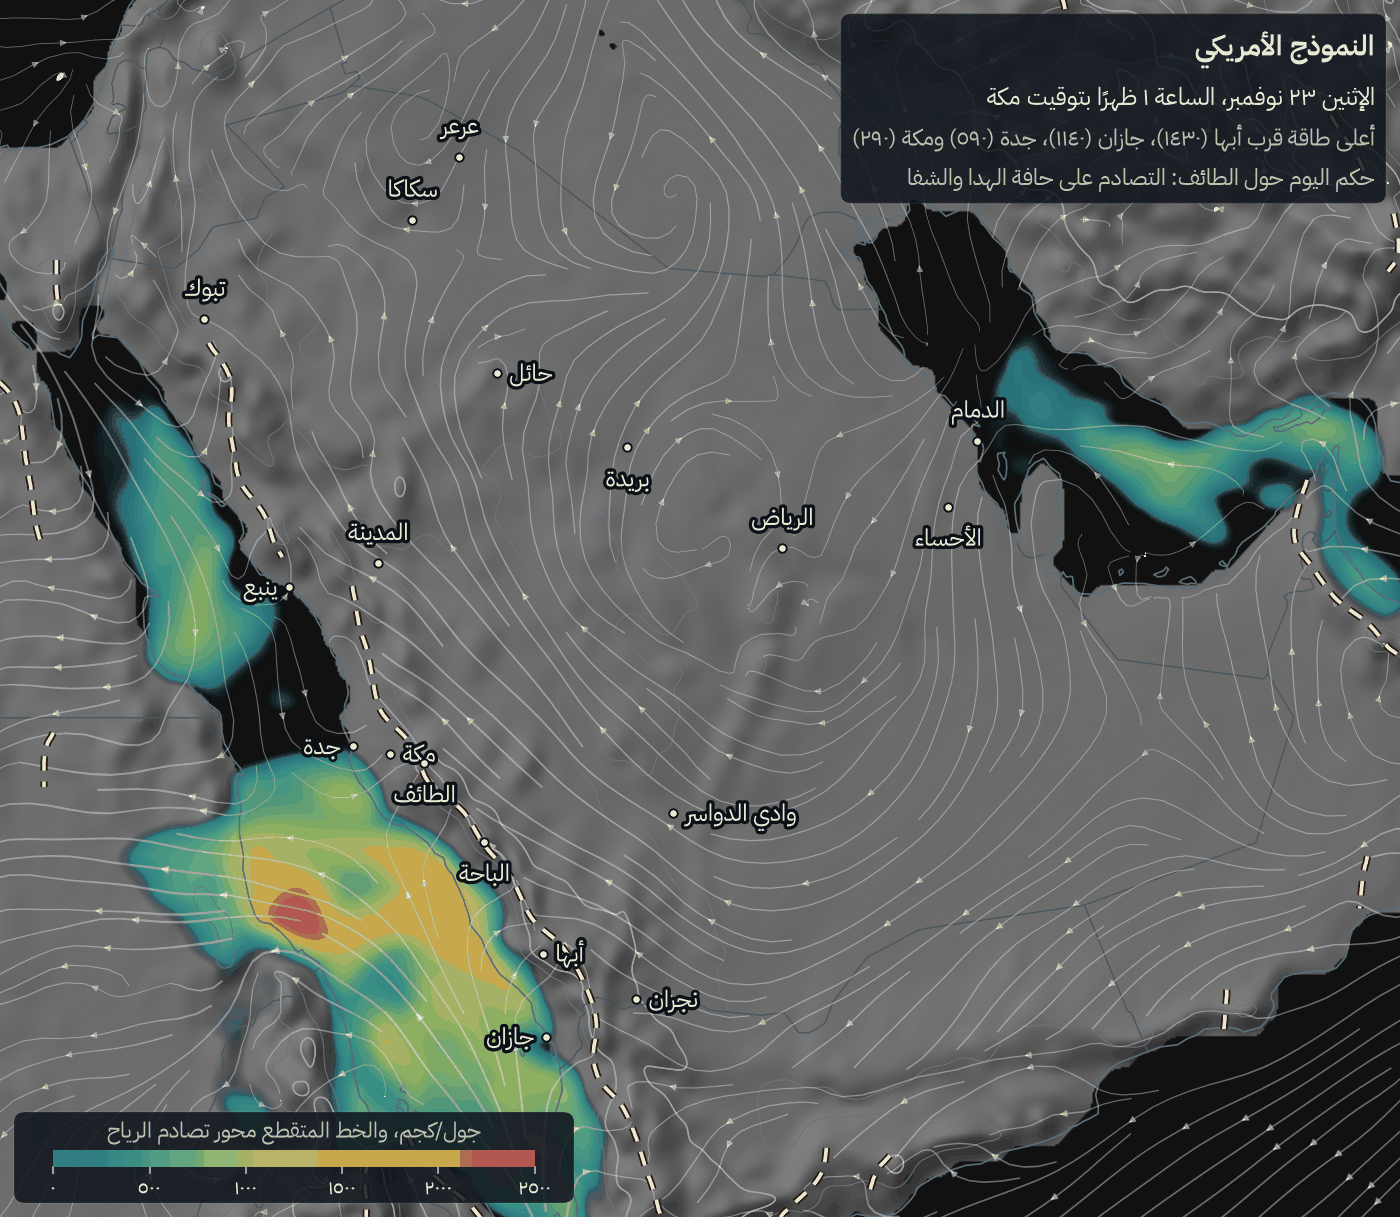 النموذج الأمريكي
الإثنين ٢٣ نوفمبر، الساعة ١ ظهرًا بتوقيت مكة
أعلى طاقة قرب أبها (١٤٣٠)، جازان (١١٤٠)، جدة (٥٩٠) ومكة (٢٩٠)
حكم اليوم حول الطائف: التصادم على حافة الهدا والشفا
عرعر
سكاكا
تبوك
حائل
الدمام
بريدة
الرياض
المدينة
الأحساء
ينبع
جدة
مكة
الطائف
وادي الدواسر
الباحة
أبها
نجران
جازان
جول/كجم، والخط المتقطع محور تصادم الرياح
٠ ٥٠٠ ١٠٠٠ ١٥٠٠ ٢٠٠٠ ٢٥٠٠